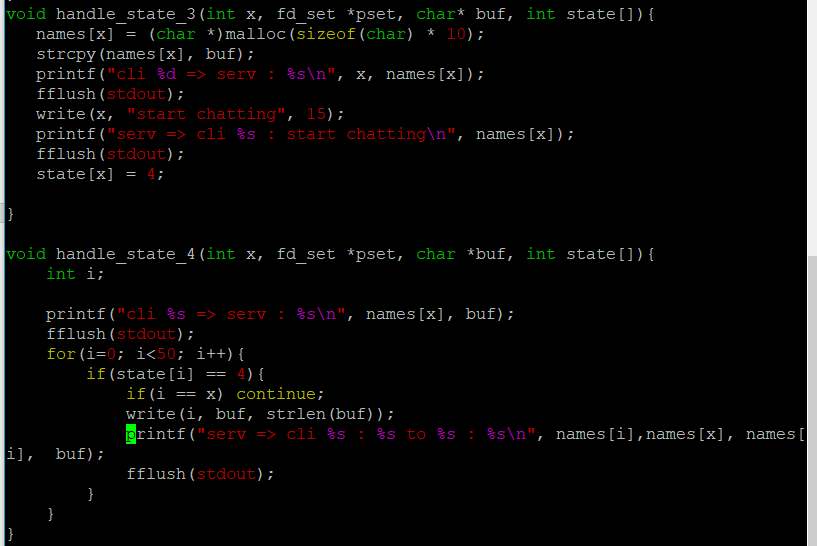 void handle_state_3(int x, fd_set *pset, char* buf, int state[]){
   names[x] = (char *)malloc(sizeof(char) * 10);
   strcpy(names[x], buf);
   printf("cli %d => serv : %s\n", x, names[x]);
   fflush(stdout);
   write(x, "start chatting", 15);
   printf("serv => cli %s : start chatting\n", names[x]);
   fflush(stdout);
   state[x] = 4;

}

void handle_state_4(int x, fd_set *pset, char *buf, int state[]){
    int i;

    printf("cli %s => serv : %s\n", names[x], buf);
    fflush(stdout);
    for(i=0; i<50; i++){
        if(state[i] == 4){
            if(i == x) continue;
            write(i, buf, strlen(buf));
            printf("serv => cli %s : %s to %s : %s\n", names[i],names[x], names[
i],  buf);
            fflush(stdout);
        }
    }
}